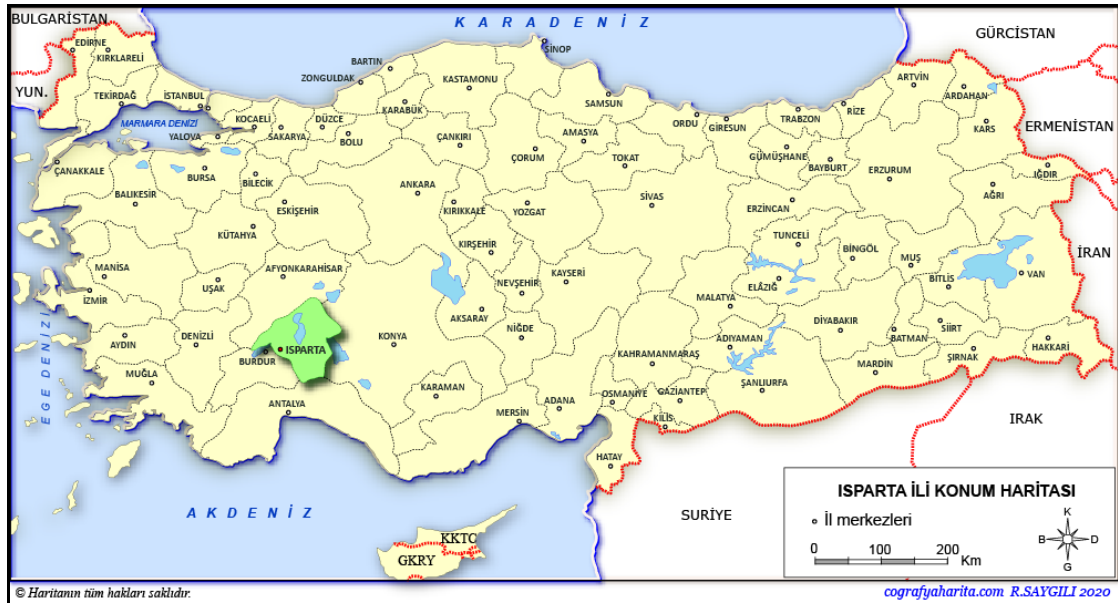 BULGARİSTAN
KARADENİZ
GÜRCİSTAN
EDİRNE
KIRKLARELİ
SİNOP
BARTIN
ZONGULDAK
KASTAMONU
ARTVİN
YUN.
TEKİRDAĞ
İSTANBUL
KARABÜK
SAMSUN
ARDAHAN
MARMARA DENİZİ
KOCAELİ
DÜZCE
ORDU
GİRESUN
TRABZON
RİZE
KARS
ERMENİSTAN
YALOVA
SAKARYA
BOLU
ÇANKIRI
AMASYA
ÇORUM
TOKAT
GÜMÜŞHANE
BAYBURT
ÇANAKKALE
BURSA
BİLECİK
ERZURUM
IĞDIR
BALIKESİR
ANKARA
KIRIKKALE
YOZGAT
SİVAS
ERZİNCAN
AĞRI
ESKİŞEHİR
KÜTAHYA
KIRŞEHİR
TUNCELİ
BİNGÖL
MUŞ
İRAN
MANİSA
UŞAK
AFYONKARAHİSAR
NEVŞEHİR
KAYSERİ
ELÂZIĞ
BİTLİS
VAN
İZMİR
AKSARAY
MALATYA
EGE DENİZİ
AYDIN
DENİZLİ
BURDUR
ISPARTA
KONYA
NİĞDE
KAHRAMANMARAŞ
ADIYAMAN
DİYABAKIR
BATMAN
SİİRT
ŞIRNAK
HAKKARİ
MUĞLA
ANTALYA
KARAMAN
MERSİN
ADANA
OSMANİYE
GAZİANTEP
KİLİS
ŞANLIURFA
MARDİN
HATAY
IRAK
SURİYE
AKDENİZ
KKTC
GKRY
ISPARTA İLİ KONUM HARİTASI
İl merkezleri
0 100 200
Km
K
B D
G
© Haritanın tüm hakları saklıdır.
cografyaharita.com R.SAYGILI 2020